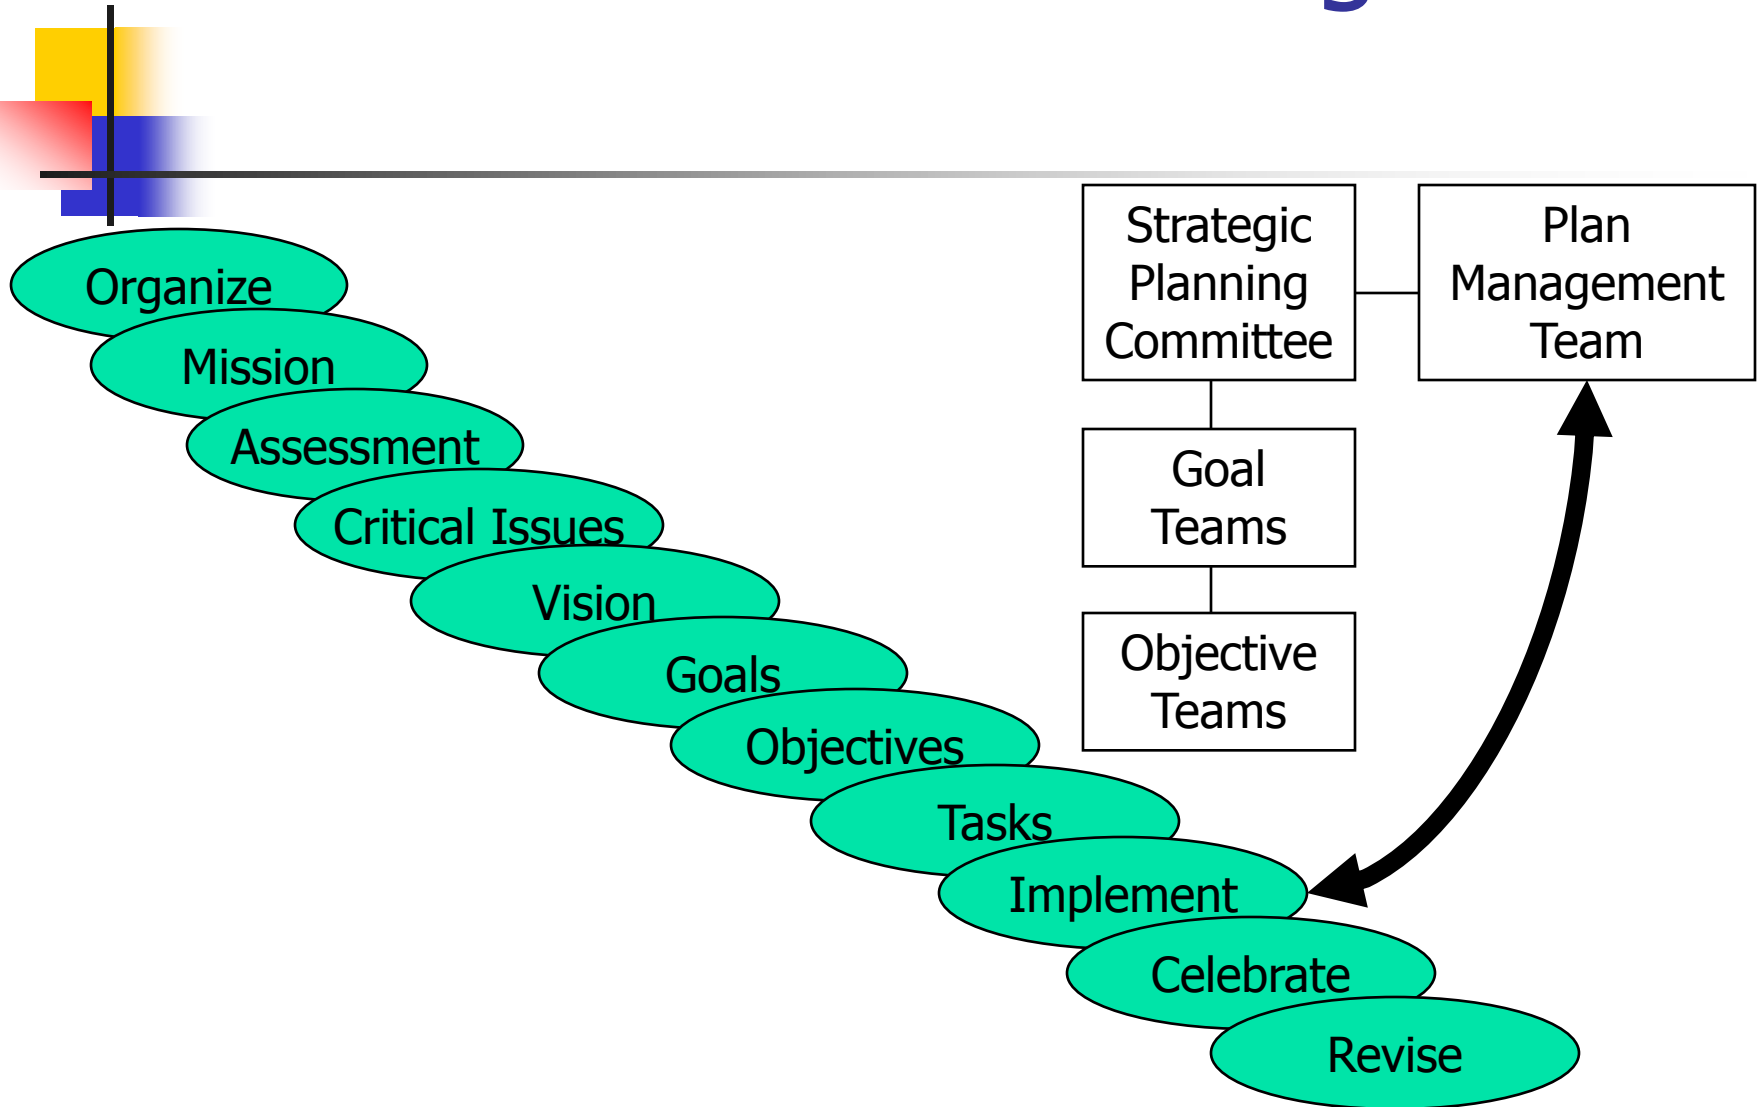 Organize
Mission
Assessment
Critical Issues
Vision
Goals
Objectives
Tasks
Implement
Celebrate
Revise
Strategic
Planning
Committee
Plan
Management
Team
Goal
Teams
Objective
Teams